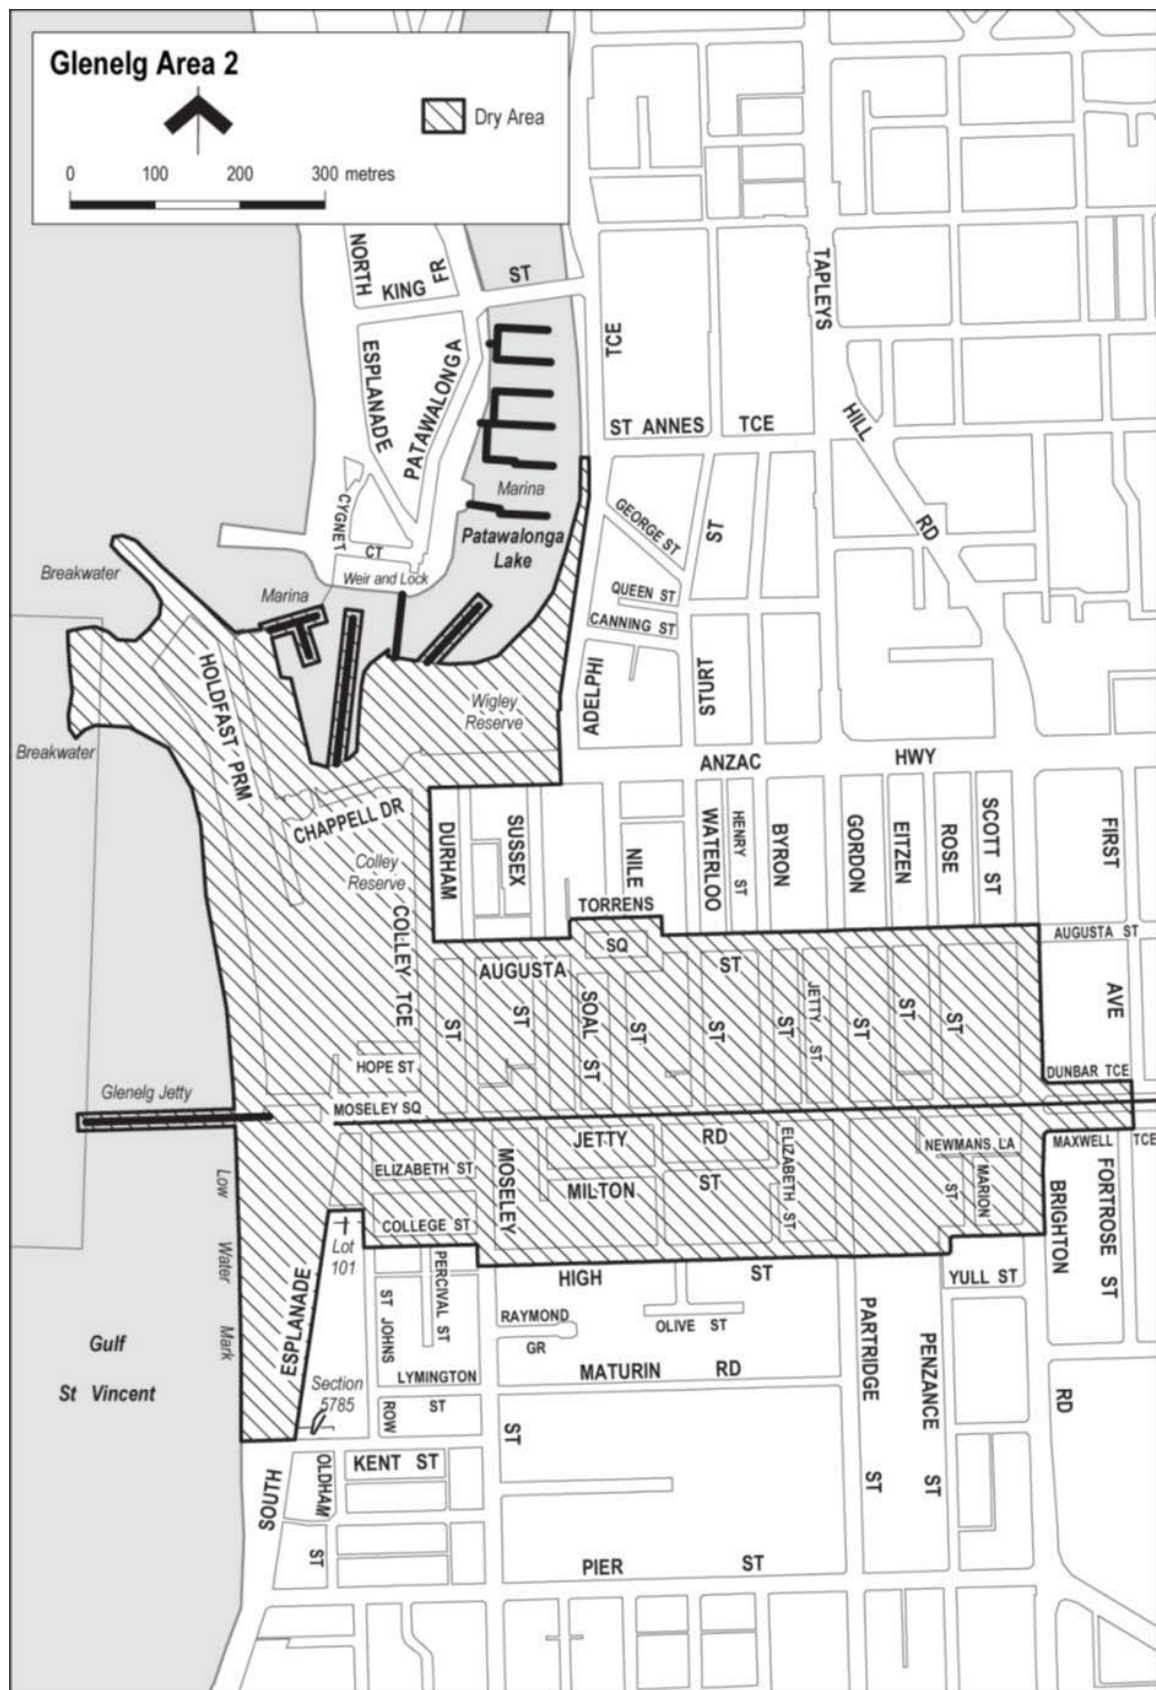 Glenelg Area 2
Dry Area
0 100 200 300 metres
NORTH
KING
FR
ST
TAPLEYS
TCE
ESPLANADE
PATAWALONGA
ST ANNES TCE
HILL
Marina
CYGNET
GEORGE ST
ST
RD
Patawalonga
Lake
CT
Breakwater
Weir and Lock
Marina
QUEEN ST
CANNING ST
HOLDFAST PRM
ADELPHI
STURT
Wigley
Reserve
Breakwater
ANZAC HWY
CHAPPELL DR
DURHAM
SUSSEX
NILE
WATERLOO
HENRY ST
BYRON
GORDON
EITZEN
ROSE
SCOTT ST
FIRST
Colley
Reserve
TORRENS
COLLEY TCE
SQ
AUGUSTA ST
AUGUSTA
ST
SOAL ST
JETTY ST
AVE
ST
ST
ST
ST
ST
ST
ST
ST
HOPE ST
DUNBAR TCE
Glenelg Jetty
MOSELEY SQ
JETTY RD
ELIZABETH ST
NEWMANS LA
MAXWELL TCE
ELIZABETH ST
MOSELEY
Low
MILTON ST
ST
MARION
FORTROSE ST
BRIGHTON
COLLEGE ST
Lot
101
Water
PERCIVAL ST
HIGH ST
YULL ST
ESPLANADE
ST JOHNS
RAYMOND
GR
OLIVE ST
PARTRIDGE
PENZANCE
Mark
Gulf
St Vincent
LYMINGTON
ST
MATURIN RD
Section
5785
ROW
RD
ST
KENT ST
OLDHAM
ST
ST
ST
SOUTH
PIER ST